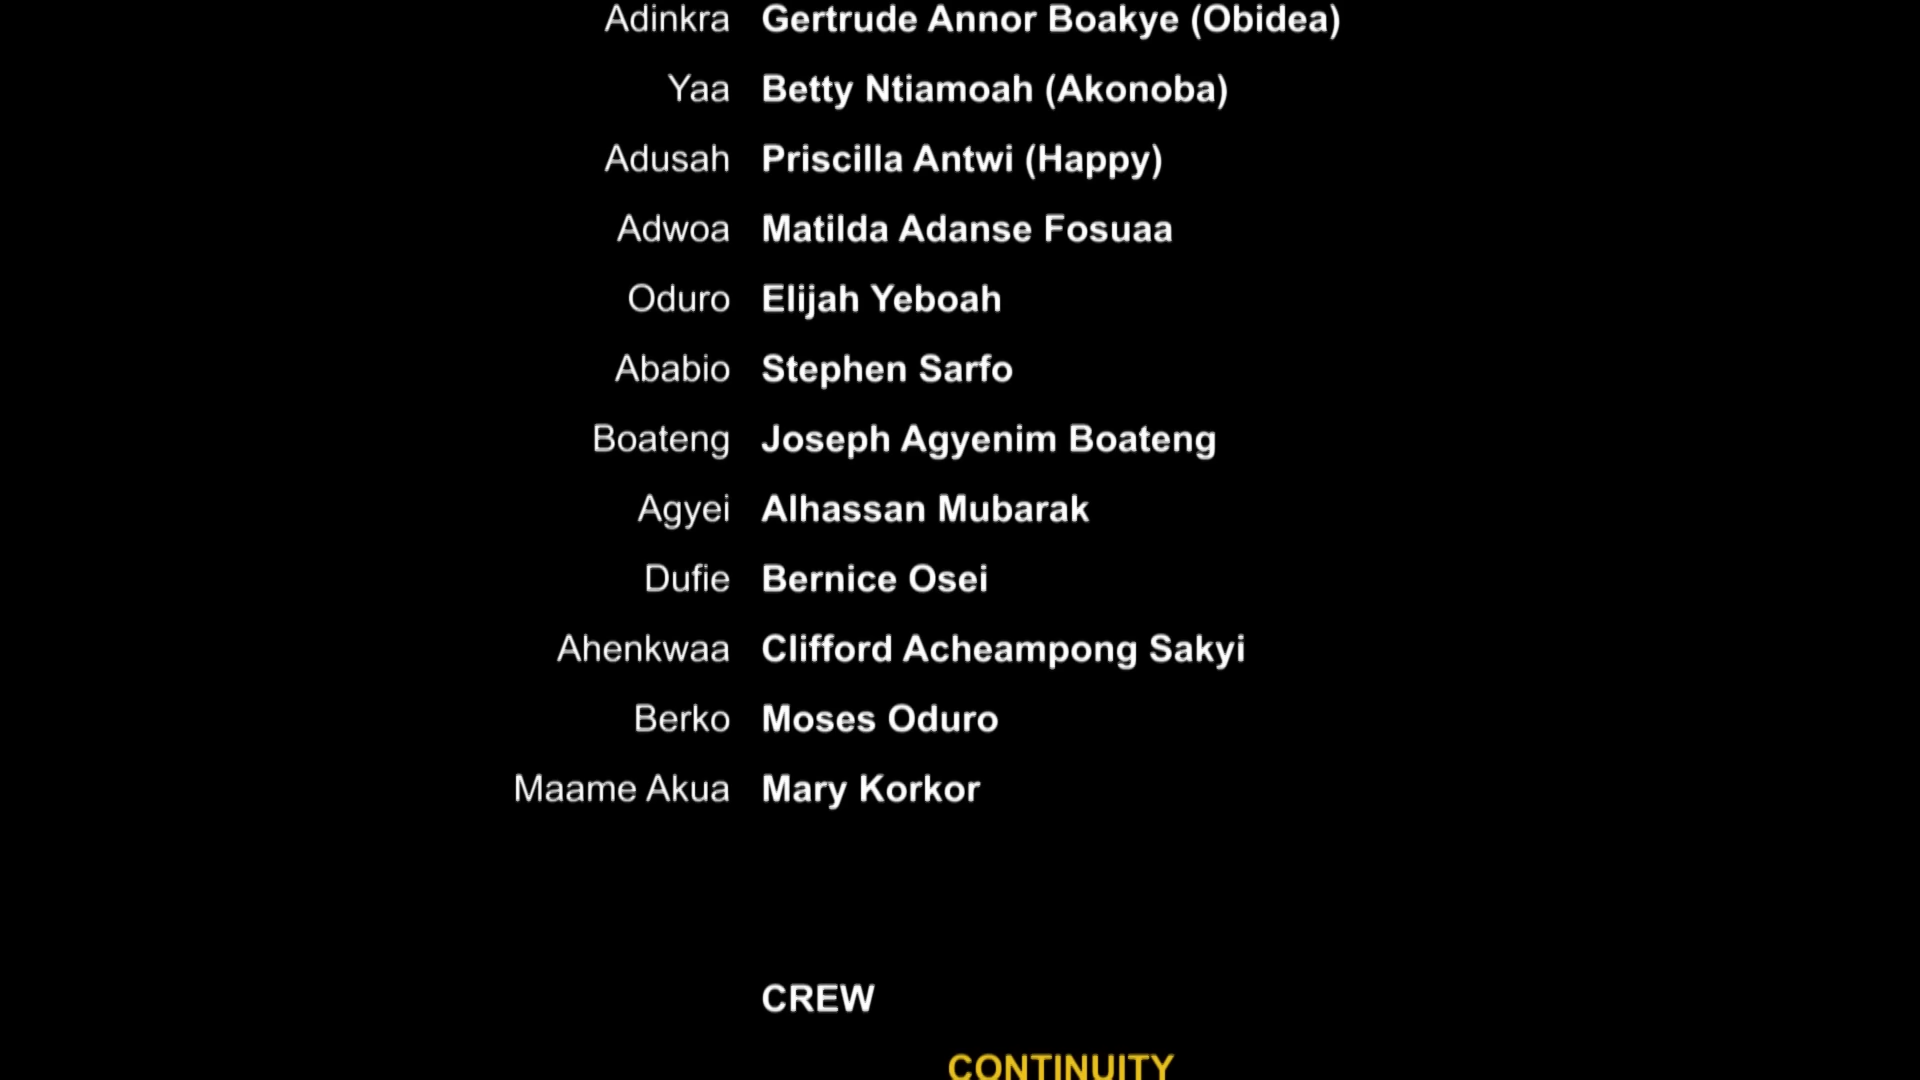 Adinkra Gertrude Annor Boakye (Obidea)
Yaa Betty Ntiamoah (Akonoba)
Adusah Priscilla Antwi (Happy)
Adwoa Matilda Adanse Fosuaa
Oduro Elijah Yeboah
Ababio Stephen Sarfo
Boateng Joseph Agyenim Boateng
Agyei Alhassan Mubarak
Dufie Bernice Osei
Ahenkwaa Clifford Acheampong Sakyi
Berko Moses Oduro
Maame Akua Mary Korkor
CREW
CONTINUITY